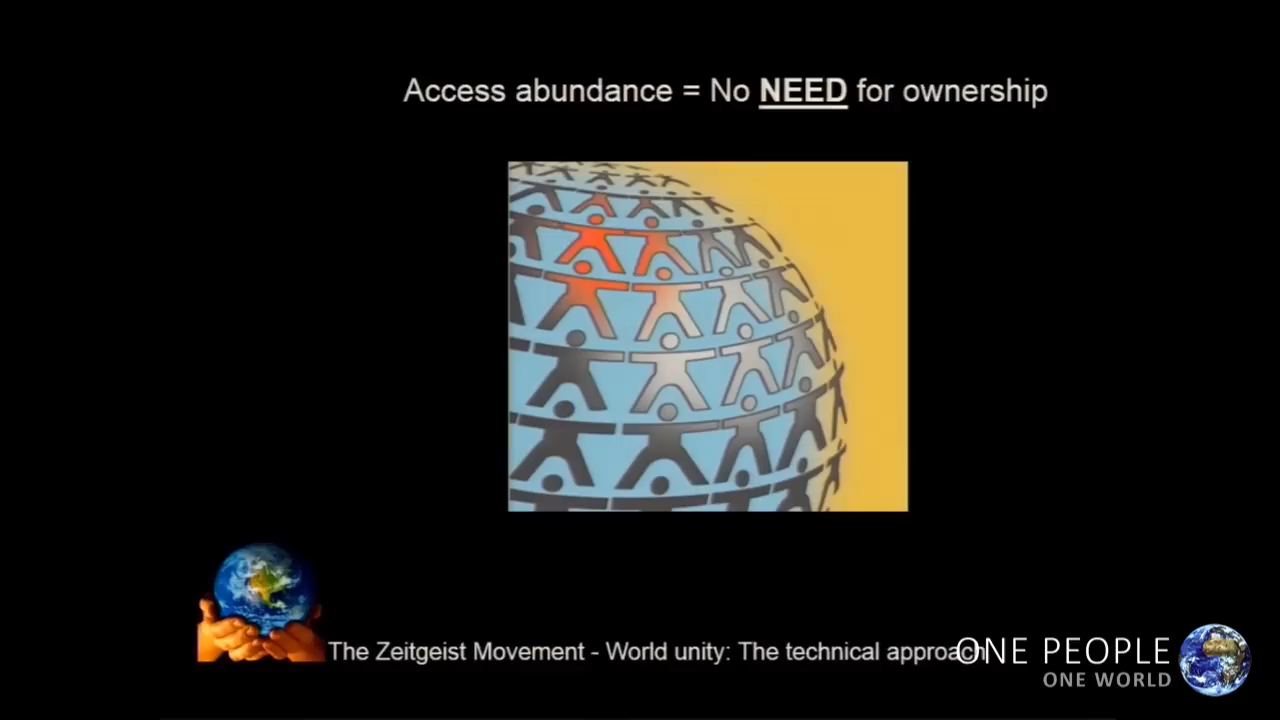 Access abundance = No NEED for ownership
The Zeitgeist Movement - World unity: The technical approach
ONE PEOPLE
ONE WORLD